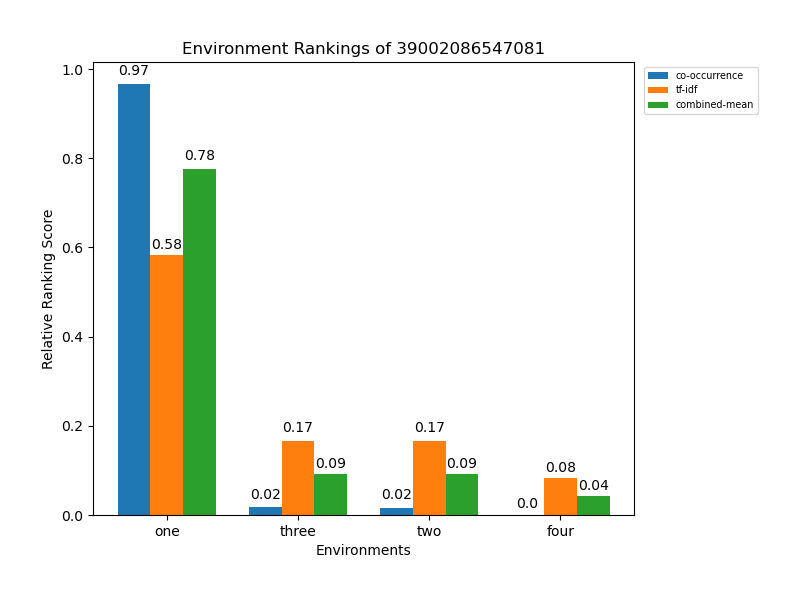 Environment Rankings of 39002086547081
co-occurrence
tf-idf
combined-mean
Relative Ranking Score
1.0
0.8
0.6
0.4
0.2
0.0
0.97
0.58
0.78
0.02
0.17
0.09
0.02
0.17
0.09
0.0
0.08
0.04
one three two four
Environments